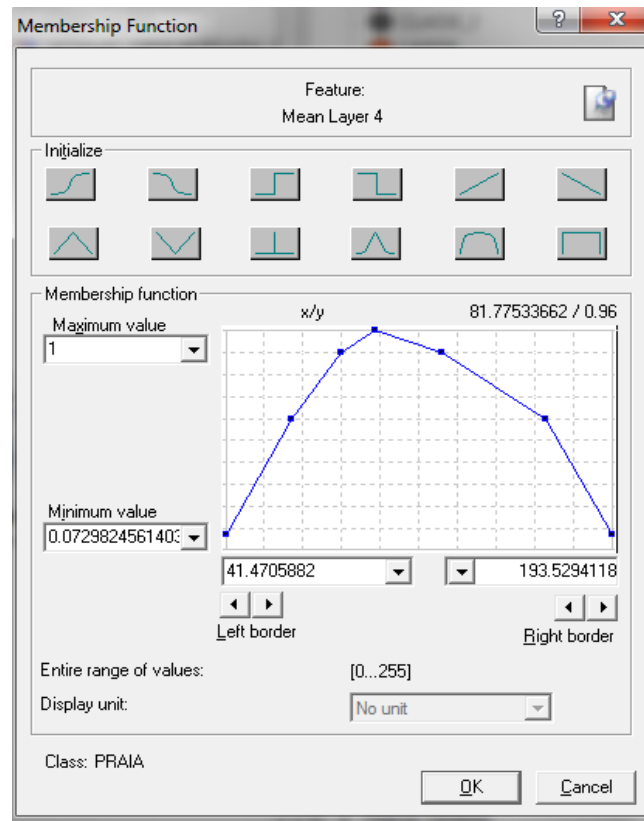 Membership Function
Feature:
Mean Layer 4
Initialize
Membership function
x/y 81.77533662 / 0.96
Maximum value
1
Minimum value
0.0729824561403
41.4705882 193.5294118
Left border Right border
Entire range of values: [0...255]
Display unit: No unit
Class: PRAIA
OK Cancel